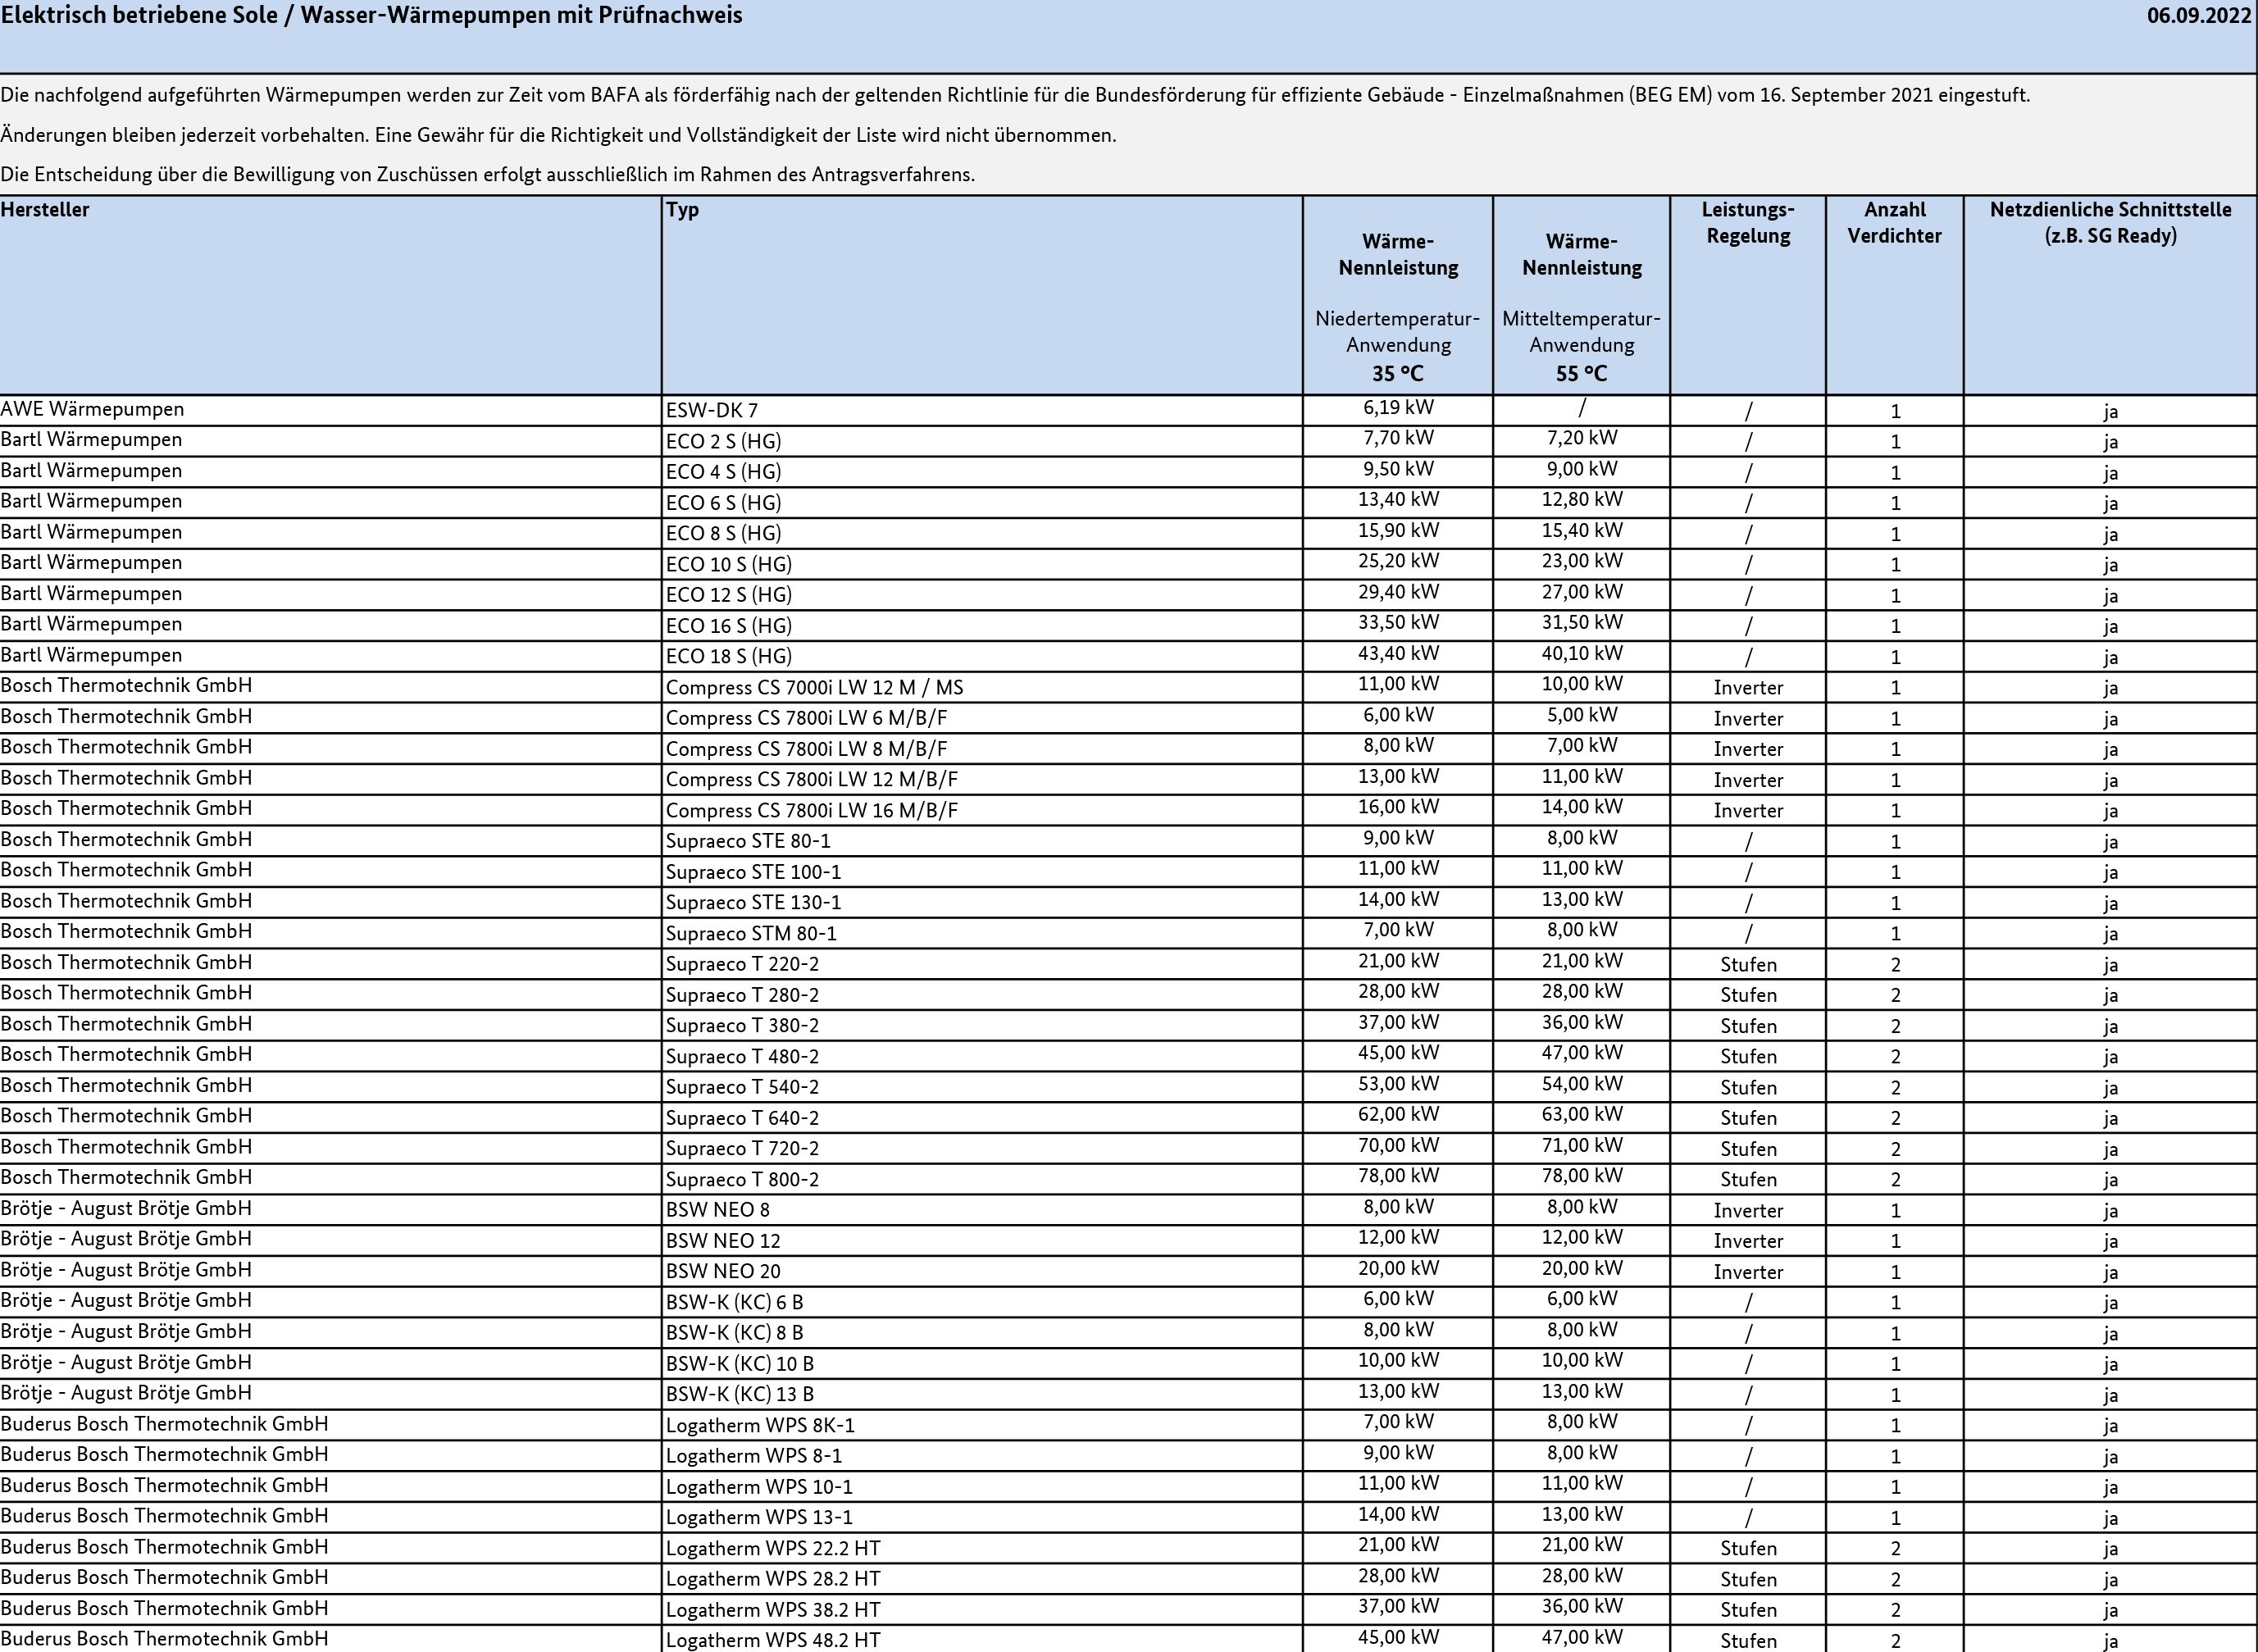 Elektrisch betriebene Sole / Wasser-Wärmepumpen mit Prüfnachweis 06.09.2022
Die nachfolgend aufgeführten Wärmepumpen werden zur Zeit vom BAFA als förderfähig nach der geltenden Richtlinie für die Bundesförderung für effiziente Gebäude - Einzelmaßnahmen (BEG EM) vom 16. September 2021 eingestuft.
Änderungen bleiben jederzeit vorbehalten. Eine Gewähr für die Richtigkeit und Vollständigkeit der Liste wird nicht übernommen.
Die Entscheidung über die Bewilligung von Zuschüssen erfolgt ausschließlich im Rahmen des Antragsverfahrens.
Hersteller
Typ
Wärme-
Nennleistung
Niedertemperatur-
Anwendung
35 °C
Wärme-
Nennleistung
Mitteltemperatur-
Anwendung
55 °C
Leistungs-
Regelung
Anzahl
Verdichter
Netzdienliche Schnittstelle
(z.B. SG Ready)
AWE Wärmepumpen ESW-DK 7 6,19 kW / / 1 ja
Bartl Wärmepumpen ECO 2 S (HG) 7,70 kW 7,20 kW / 1 ja
Bartl Wärmepumpen ECO 4 S (HG) 9,50 kW 9,00 kW / 1 ja
Bartl Wärmepumpen ECO 6 S (HG) 13,40 kW 12,80 kW / 1 ja
Bartl Wärmepumpen ECO 8 S (HG) 15,90 kW 15,40 kW / 1 ja
Bartl Wärmepumpen ECO 10 S (HG) 25,20 kW 23,00 kW / 1 ja
Bartl Wärmepumpen ECO 12 S (HG) 29,40 kW 27,00 kW / 1 ja
Bartl Wärmepumpen ECO 16 S (HG) 33,50 kW 31,50 kW / 1 ja
Bartl Wärmepumpen ECO 18 S (HG) 43,40 kW 40,10 kW / 1 ja
Bosch Thermotechnik GmbH Compress CS 7000i LW 12 M / MS 11,00 kW 10,00 kW Inverter 1 ja
Bosch Thermotechnik GmbH Compress CS 7800i LW 6 M/B/F 6,00 kW 5,00 kW Inverter 1 ja
Bosch Thermotechnik GmbH Compress CS 7800i LW 8 M/B/F 8,00 kW 7,00 kW Inverter 1 ja
Bosch Thermotechnik GmbH Compress CS 7800i LW 12 M/B/F 13,00 kW 11,00 kW Inverter 1 ja
Bosch Thermotechnik GmbH Compress CS 7800i LW 16 M/B/F 16,00 kW 14,00 kW Inverter 1 ja
Bosch Thermotechnik GmbH Supraeco STE 80-1 9,00 kW 8,00 kW / 1 ja
Bosch Thermotechnik GmbH Supraeco STE 100-1 11,00 kW 11,00 kW / 1 ja
Bosch Thermotechnik GmbH Supraeco STE 130-1 14,00 kW 13,00 kW / 1 ja
Bosch Thermotechnik GmbH Supraeco STM 80-1 7,00 kW 8,00 kW / 1 ja
Bosch Thermotechnik GmbH Supraeco T 220-2 21,00 kW 21,00 kW Stufen 2 ja
Bosch Thermotechnik GmbH Supraeco T 280-2 28,00 kW 28,00 kW Stufen 2 ja
Bosch Thermotechnik GmbH Supraeco T 380-2 37,00 kW 36,00 kW Stufen 2 ja
Bosch Thermotechnik GmbH Supraeco T 480-2 45,00 kW 47,00 kW Stufen 2 ja
Bosch Thermotechnik GmbH Supraeco T 540-2 53,00 kW 54,00 kW Stufen 2 ja
Bosch Thermotechnik GmbH Supraeco T 640-2 62,00 kW 63,00 kW Stufen 2 ja
Bosch Thermotechnik GmbH Supraeco T 720-2 70,00 kW 71,00 kW Stufen 2 ja
Bosch Thermotechnik GmbH Supraeco T 800-2 78,00 kW 78,00 kW Stufen 2 ja
Brötje - August Brötje GmbH BSW NEO 8 8,00 kW 8,00 kW Inverter 1 ja
Brötje - August Brötje GmbH BSW NEO 12 12,00 kW 12,00 kW Inverter 1 ja
Brötje - August Brötje GmbH BSW NEO 20 20,00 kW 20,00 kW Inverter 1 ja
Brötje - August Brötje GmbH BSW-K (KC) 6 B 6,00 kW 6,00 kW / 1 ja
Brötje - August Brötje GmbH BSW-K (KC) 8 B 8,00 kW 8,00 kW / 1 ja
Brötje - August Brötje GmbH BSW-K (KC) 10 B 10,00 kW 10,00 kW / 1 ja
Brötje - August Brötje GmbH BSW-K (KC) 13 B 13,00 kW 13,00 kW / 1 ja
Buderus Bosch Thermotechnik GmbH Logatherm WPS 8K-1 7,00 kW 8,00 kW / 1 ja
Buderus Bosch Thermotechnik GmbH Logatherm WPS 8-1 9,00 kW 8,00 kW / 1 ja
Buderus Bosch Thermotechnik GmbH Logatherm WPS 10-1 11,00 kW 11,00 kW / 1 ja
Buderus Bosch Thermotechnik GmbH Logatherm WPS 13-1 14,00 kW 13,00 kW / 1 ja
Buderus Bosch Thermotechnik GmbH Logatherm WPS 22.2 HT 21,00 kW 21,00 kW Stufen 2 ja
Buderus Bosch Thermotechnik GmbH Logatherm WPS 28.2 HT 28,00 kW 28,00 kW Stufen 2 ja
Buderus Bosch Thermotechnik GmbH Logatherm WPS 38.2 HT 37,00 kW 36,00 kW Stufen 2 ja
Buderus Bosch Thermotechnik GmbH Logatherm WPS 48.2 HT 45,00 kW 47,00 kW Stufen 2 ja